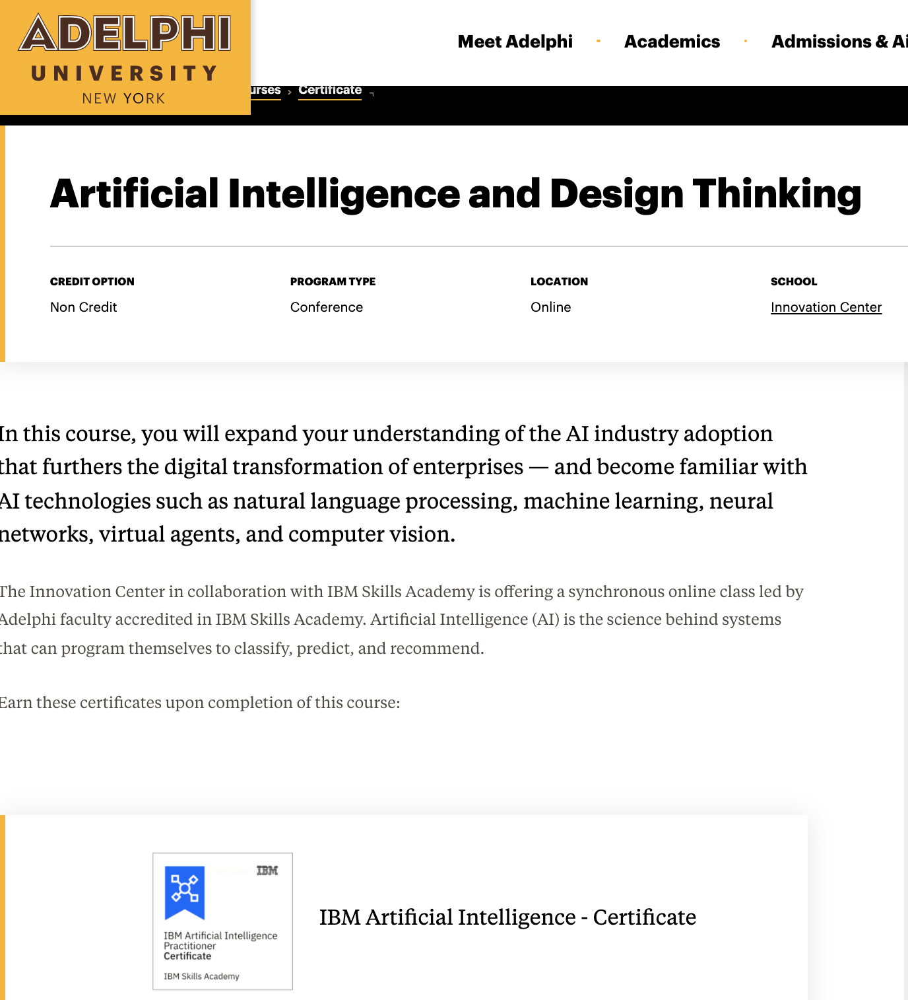 ADELPHI
UNIVERSITY
NEW YORK
Meet Adelphi · Academics · Admissions &
› Certificate
Artificial Intelligence and Design Thinking
CREDIT OPTION
Non Credit
PROGRAM TYPE
Conference
LOCATION
Online
SCHOOL
Innovation Center
In this course, you will expand your understanding of the AI industry adoption
that furthers the digital transformation of enterprises — and become familiar with
AI technologies such as natural language processing, machine learning, neural
networks, virtual agents, and computer vision.
The Innovation Center in collaboration with IBM Skills Academy is offering a synchronous online class led by
Adelphi faculty accredited in IBM Skills Academy. Artificial Intelligence (AI) is the science behind systems
that can program themselves to classify, predict, and recommend.
Earn these certificates upon completion of this course:
IBM
IBM Artificial Intelligence
Practitioner
Certificate
IBM Skills Academy
IBM Artificial Intelligence - Certificate